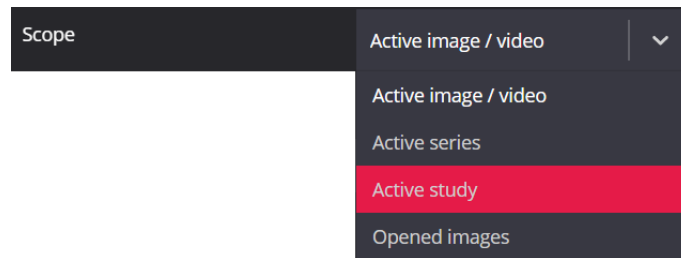 Scope
Active image / video
Active image / video
Active series
Active study
Opened images